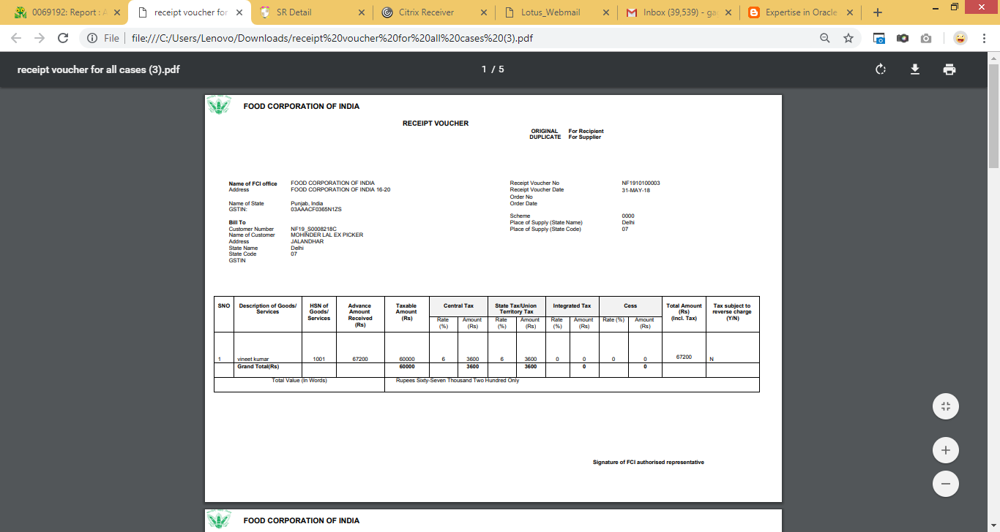 0069192: Report : A
receipt voucher for
SR Detail
Citrix Receiver
Lotus_Webmail
Inbox (39,539) - ga
Expertise in Oracle
File file:///C:/Users/Lenovo/Downloads/receipt%20voucher%20for%20all%20cases%20(3).pdf
receipt voucher for all cases (3).pdf 1 / 5
FOOD CORPORATION OF INDIA
RECEIPT VOUCHER
ORIGINAL For Recipient
DUPLICATE For Supplier
Name of FCI office FOOD CORPORATION OF INDIA
Address FOOD CORPORATION OF INDIA 16-20
Name of State Punjab, India
GSTIN: 03AAACF0365N1ZS
Bill To
Customer Number NF19_S0008218C
Name of Customer MOHINDER LAL EX PICKER
Address JALANDHAR
State Name Delhi
State Code 07
GSTIN
Receipt Voucher No NF1910100003
Receipt Voucher Date 31-MAY-18
Order No
Order Date
Scheme 0000
Place of Supply (State Name) Delhi
Place of Supply (State Code) 07
SNO Description of Goods/ Services HSN of Goods/ Services Advance Amount Received (Rs) Taxable Amount (Rs) Central Tax State Tax/Union Territory Tax Integrated Tax Cess Total Amount (Rs) (Incl. Tax) Tax subject to reverse charge (Y/N)
Rate (%) Amount (Rs) Rate (%) Amount (Rs) Rate (%) Amount (Rs) Rate (%) Amount (Rs)
1 vineet kumar 1001 67200 60000 6 3600 6 3600 0 0 0 0 67200 N
Grand Total(Rs) 60000 3600 3600 0 0
Total Value (In Words) Rupees Sixty-Seven Thousand Two Hundred Only
Signature of FCI authorised representative
FOOD CORPORATION OF INDIA